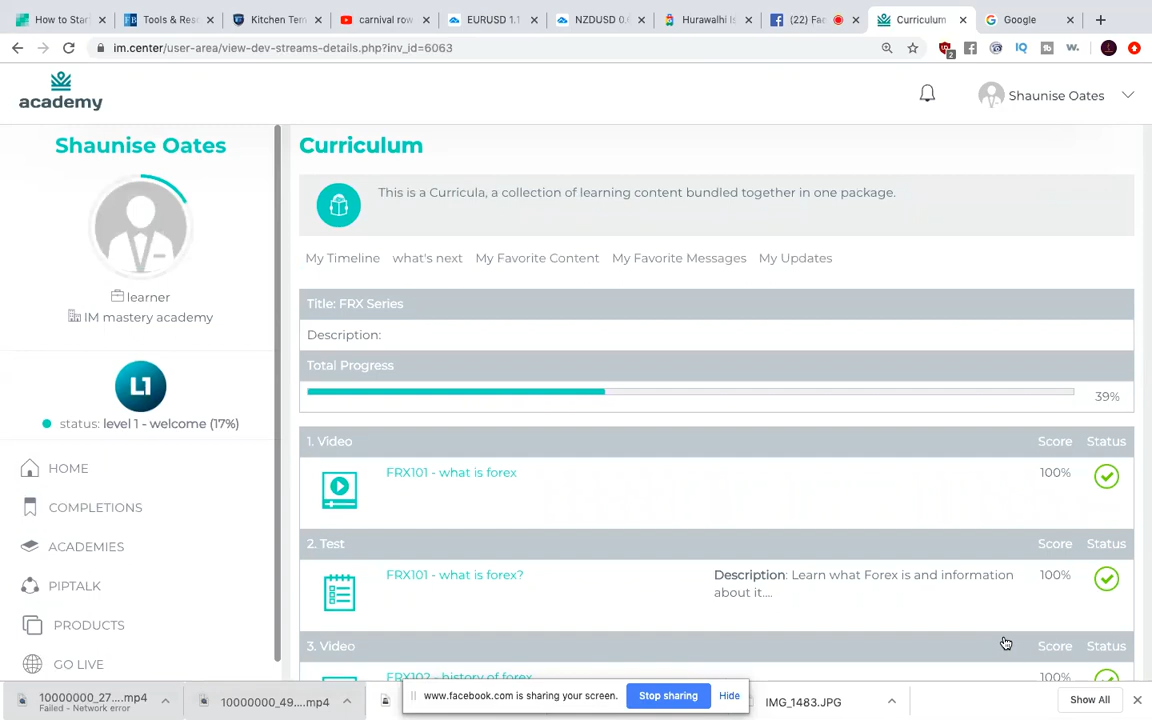 How to Star
Tools & Res
Kitchen Tem
carnival row
EURUSD 1.1
NZDUSD 0.
Hurawalhi Is
(22) Fac
Curriculum
Google
im.center/user-area/view-dev-streams-details.php?inv_id=6063
academy
Shaunise Oates
Shaunise Oates
learner
IM mastery academy
L1
status: level 1 - welcome (17%)
HOME
COMPLETIONS
ACADEMIES
PIPTALK
PRODUCTS
GO LIVE
Curriculum
This is a Curricula, a collection of learning content bundled together in one package.
My Timeline what's next My Favorite Content My Favorite Messages My Updates
Title: FRX Series
Description:
Total Progress
39%
1. Video Score Status
FRX101 - what is forex 100%
2. Test Score Status
FRX101 - what is forex? Description: Learn what Forex is and information 100%
about it....
3. Video Score Status
FRX102 - history of forex 100%
10000000_27....mp4
Failed - Network error
10000000_49....mp4
www.facebook.com is sharing your screen. Stop sharing Hide
IMG_1483.JPG
Show All